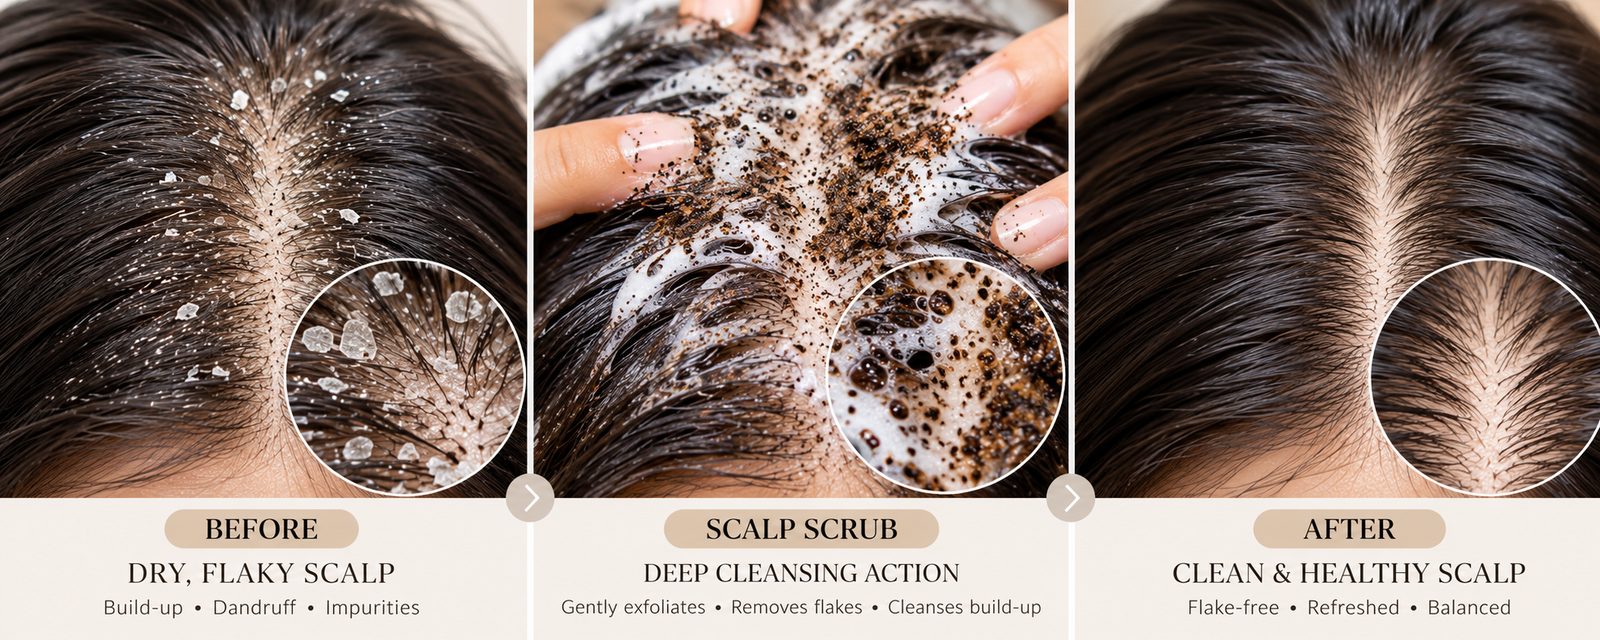 BEFORE
DRY, FLAKY SCALP
Build-up • Dandruff • Impurities
SCALP SCRUB
DEEP CLEANSING ACTION
Gently exfoliates • Removes flakes • Cleanses build-up
AFTER
CLEAN & HEALTHY SCALP
Flake-free • Refreshed • Balanced